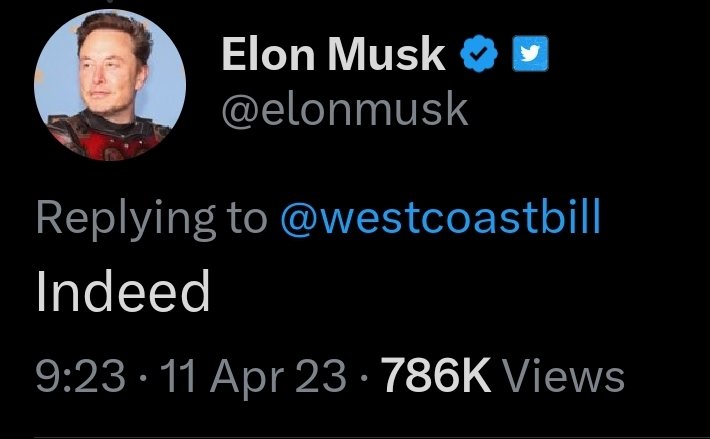 Elon Musk
@elonmusk
Replying to @westcoastbill
Indeed
9:23 · 11 Apr 23 · 786K Views